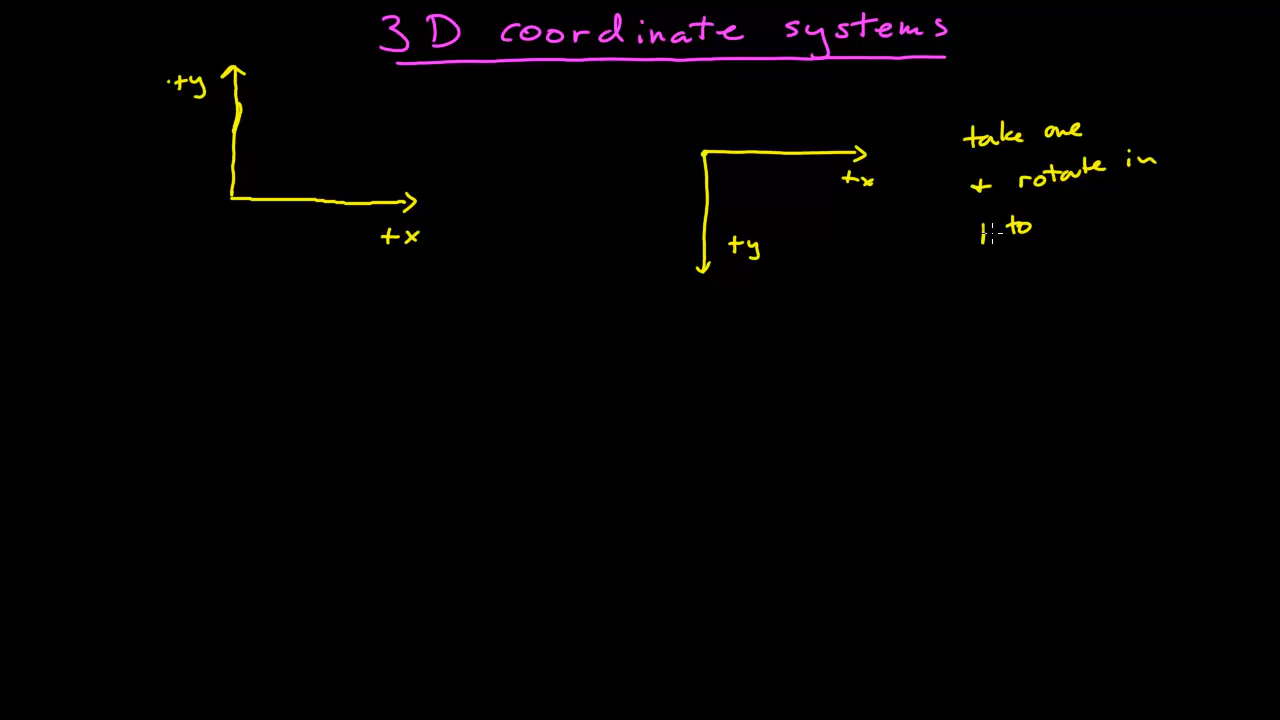 3D coordinate systems
+y
+x
+x
+y
take one
+ rotate in
to